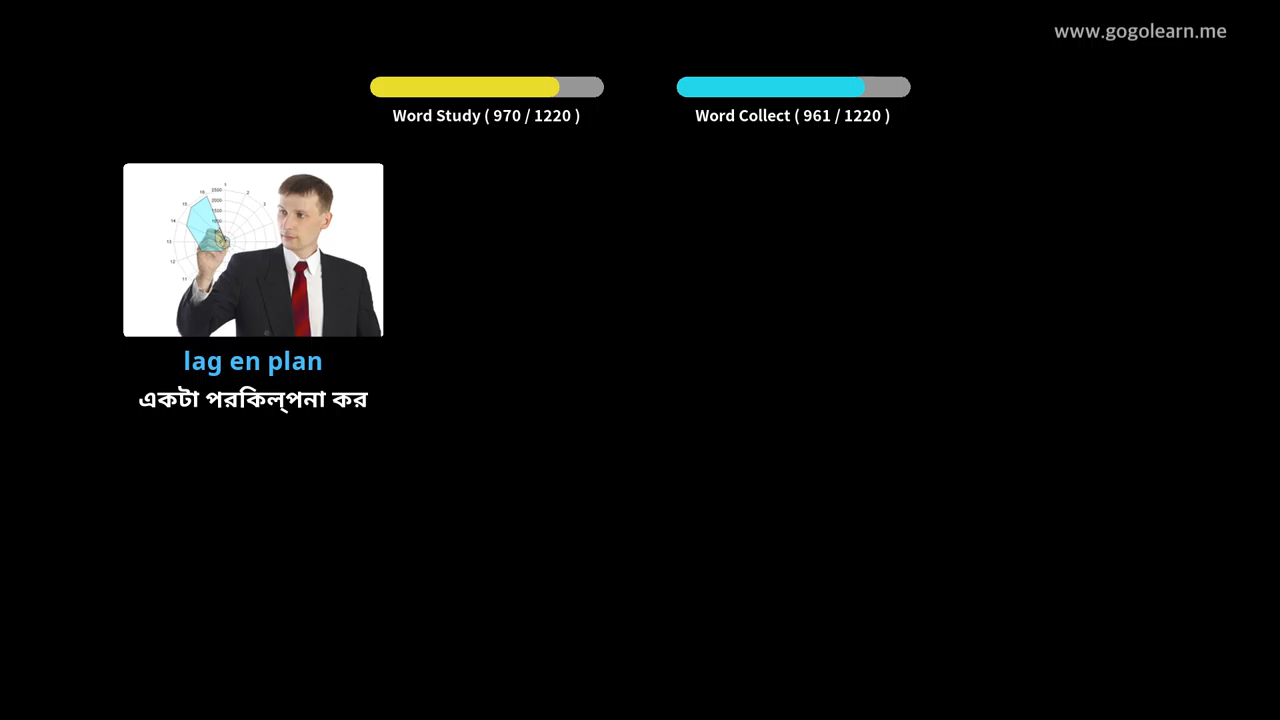 www.gogolearn.me
Word Study ( 970 / 1220 )
Word Collect ( 961 / 1220 )
lag en plan
একটা পরকিল্‌পনা কর